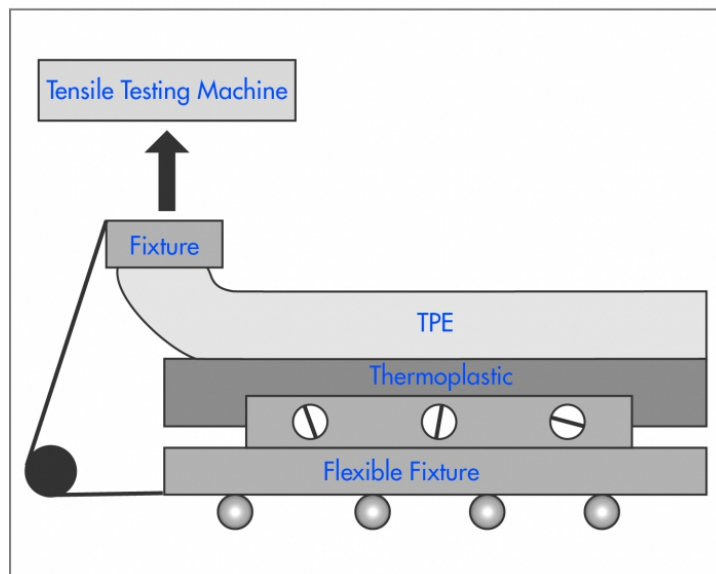 Tensile Testing Machine
Fixture
TPE
Thermoplastic
Flexible Fixture